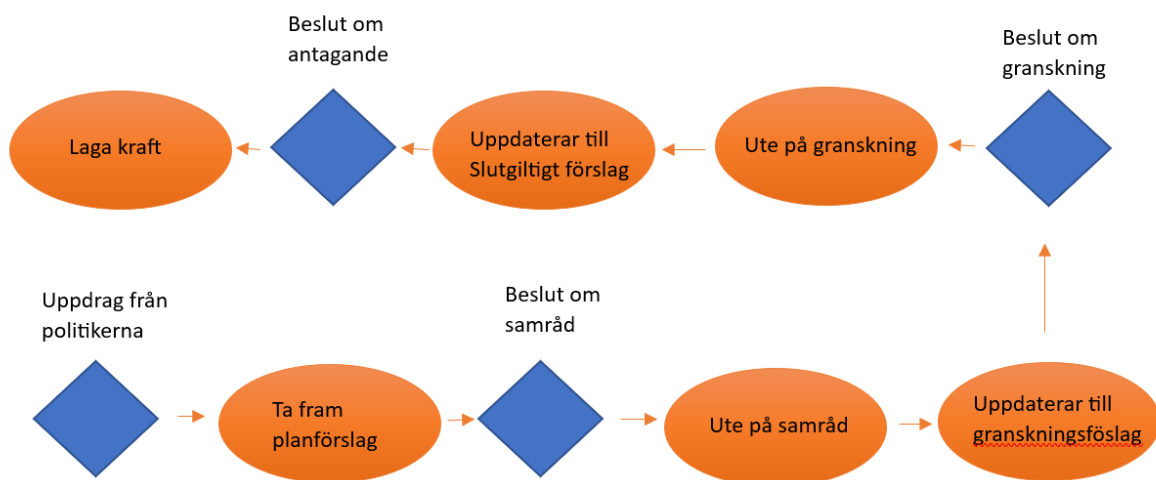 Beslut om
antagande
Beslut om
granskning
Laga kraft
Uppdaterar till
Slutgiltigt förslag
Ute på granskning
Uppdrag från
politikerna
Beslut om
samråd
Ta fram
planförslag
Ute på samråd
Uppdaterar till
granskningsföslag